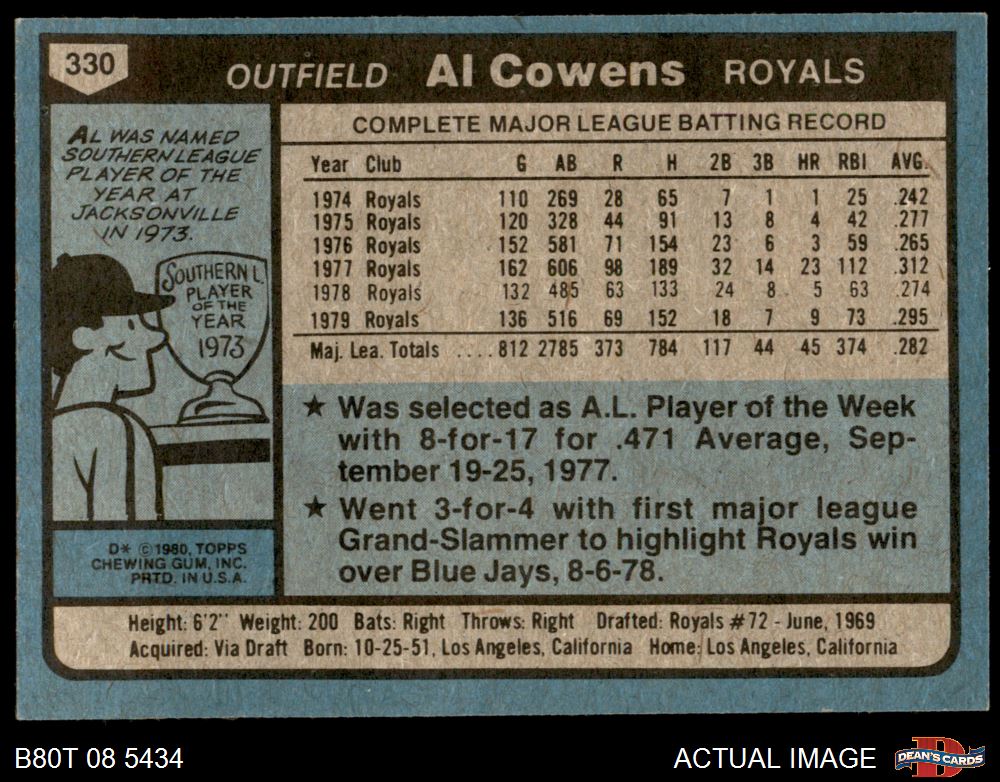 330
OUTFIELD Al Cowens ROYALS
AL WAS NAMED
SOUTHERN LEAGUE
PLAYER OF THE
YEAR AT
JACKSONVILLE
IN 1973.
SOUTHERN L.
PLAYER
OF THE
YEAR
1973
COMPLETE MAJOR LEAGUE BATTING RECORD
Year Club G AB R H 2B 3B HR RBI AVG.
1974 Royals 110 269 28 65 7 1 1 25 .242
1975 Royals 120 328 44 91 13 8 4 42 .277
1976 Royals 152 581 71 154 23 6 3 59 .265
1977 Royals 162 606 98 189 32 14 23 112 .312
1978 Royals 132 485 63 133 24 8 5 63 .274
1979 Royals 136 516 69 152 18 7 9 73 .295
Maj. Lea. Totals ....812 2785 373 784 117 44 45 374 .282
★ Was selected as A.L. Player of the Week
with 8-for-17 for .471 Average, Sep-
tember 19-25, 1977.
★ Went 3-for-4 with first major league
Grand-Slammer to highlight Royals win
over Blue Jays, 8-6-78.
D* © 1980, TOPPS
CHEWING GUM, INC.
PRTD. IN U.S.A.
Height: 6'2" Weight: 200 Bats: Right Throws: Right Drafted: Royals #72 - June, 1969
Acquired: Via Draft Born: 10-25-51, Los Angeles, California Home: Los Angeles, California
B80T 08 5434
ACTUAL IMAGE
D
DEAN'S CARDS